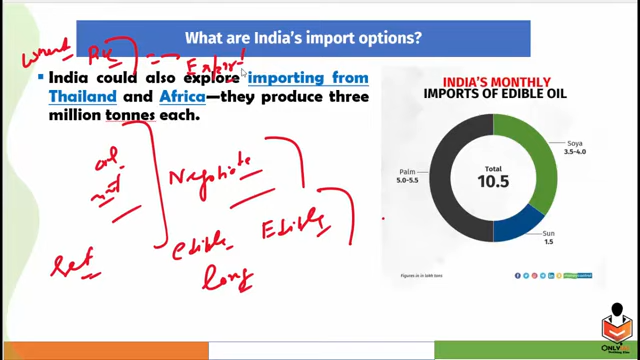 What are India's import options?
• India could also explore importing from
Thailand and Africa—they produce three
million tonnes each.
Negotiate
edible
Edible
long
INDIA'S MONTHLY
IMPORTS OF EDIBLE OIL
Soya
3.5-4.0
Palm
5.0-5.5
Total
10.5
Sun
1.5
Figures in in lakh tons